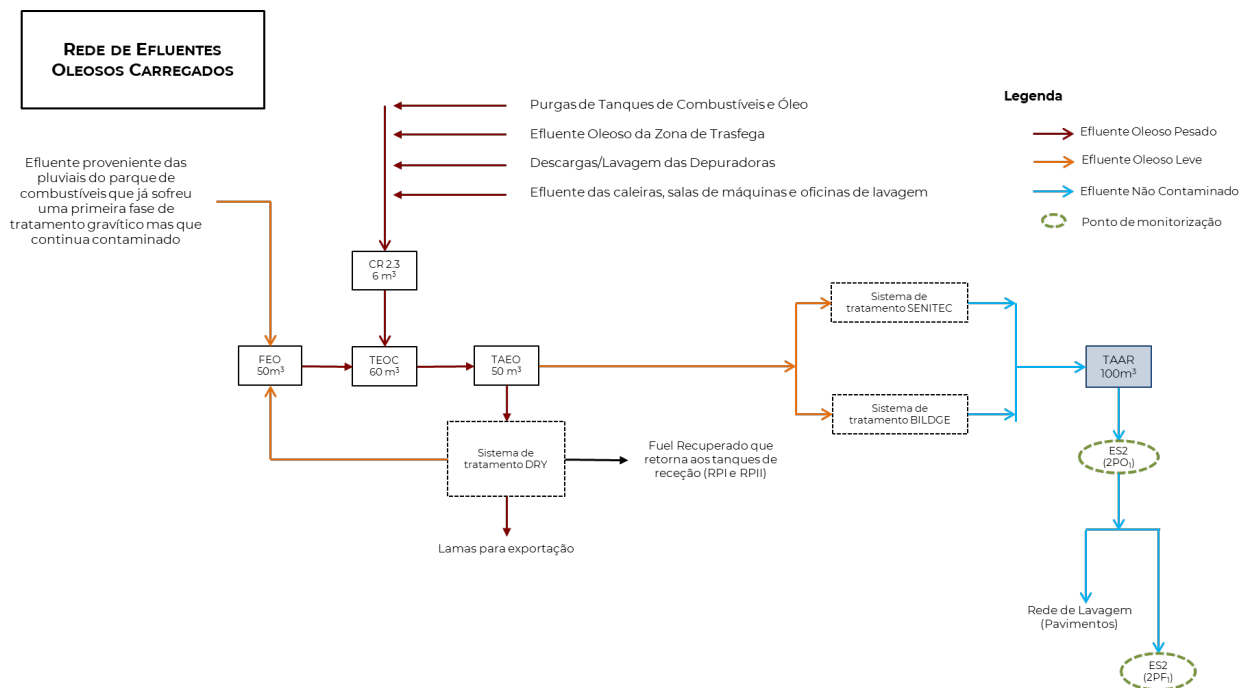 REDE DE EFLUENTES
OLEOSOS CARREGADOS
Purgas de Tanques de Combustíveis e Óleo
Efluente Oleoso da Zona de Trasfega
Descargas/Lavagem das Depuradoras
Efluente das caleiras, salas de máquinas e oficinas de lavagem
Legenda
Efluente Oleoso Pesado
Efluente Oleoso Leve
Efluente Não Contaminado
Ponto de monitorização
Efluente proveniente das
pluviais do parque de
combustíveis que já sofreu
uma primeira fase de
tratamento gravítico mas que
continua contaminado
CR 2.3
6 m³
FEO
50m³
TEOC
60 m³
TAEO
50 m³
Sistema de
tratamento SENITEC
Sistema de
tratamento BILDGE
TAAR
100m³
Sistema de
tratamento DRY
Fuel Recuperado que
retorna aos tanques de
receção (RPI e RPII)
Lamas para exportação
ES2
(2PO₁)
Rede de Lavagem
(Pavimentos)
ES2
(2PF₁)